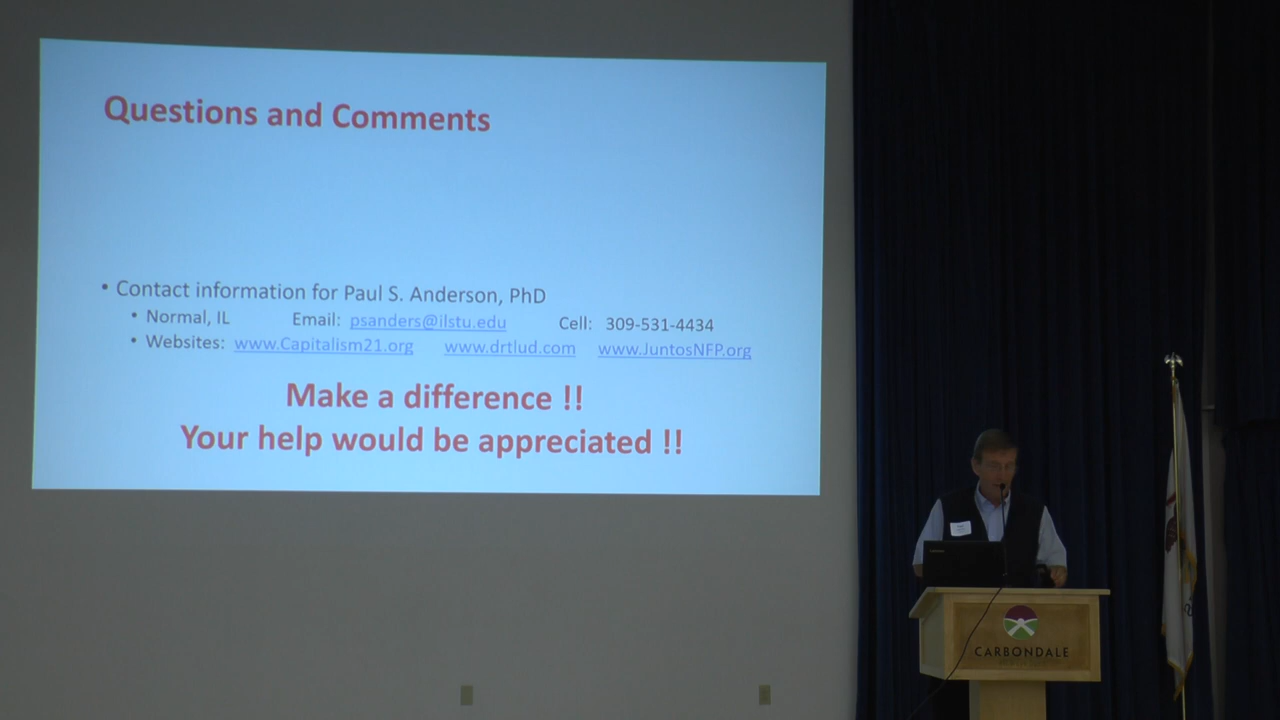 Questions and Comments
• Contact information for Paul S. Anderson, PhD
• Normal, IL Email: psanders@ilstu.edu Cell: 309-531-4434
• Websites: www.Capitalism21.org www.drtlud.com www.JuntosNFP.org
Make a difference !!
Your help would be appreciated !!
CARBONDALE